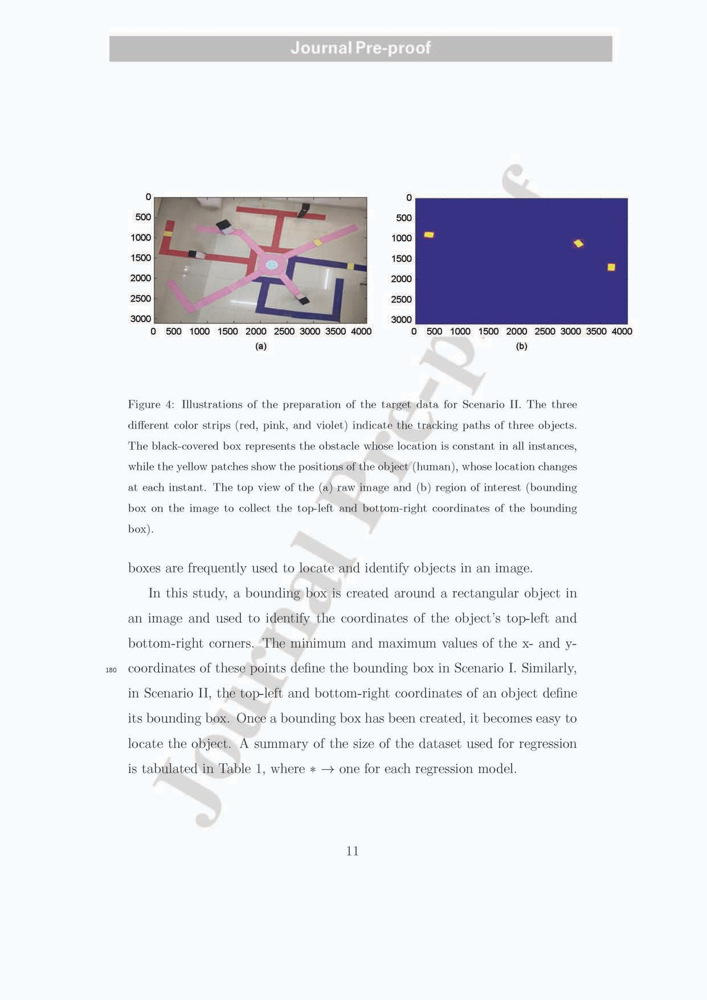 Journal Pre-proof
0
500
1000
1500
2000
2500
3000
0 500 1000 1500 2000 2500 3000 3500 4000
(a)
0
500
1000
1500
2000
2500
3000
0 500 1000 1500 2000 2500 3000 3500 4000
(b)
Figure 4: Illustrations of the preparation of the target data for Scenario II. The three
different color strips (red, pink, and violet) indicate the tracking paths of three objects.
The black-covered box represents the obstacle whose location is constant in all instances,
while the yellow patches show the positions of the object (human), whose location changes
at each instant. The top view of the (a) raw image and (b) region of interest (bounding
box on the image to collect the top-left and bottom-right coordinates of the bounding
box).
boxes are frequently used to locate and identify objects in an image.
In this study, a bounding box is created around a rectangular object in
an image and used to identify the coordinates of the object's top-left and
bottom-right corners. The minimum and maximum values of the x- and y-
180 coordinates of these points define the bounding box in Scenario I. Similarly,
in Scenario II, the top-left and bottom-right coordinates of an object define
its bounding box. Once a bounding box has been created, it becomes easy to
locate the object. A summary of the size of the dataset used for regression
is tabulated in Table 1, where ∗ → one for each regression model.
11
Journal Pre-proof